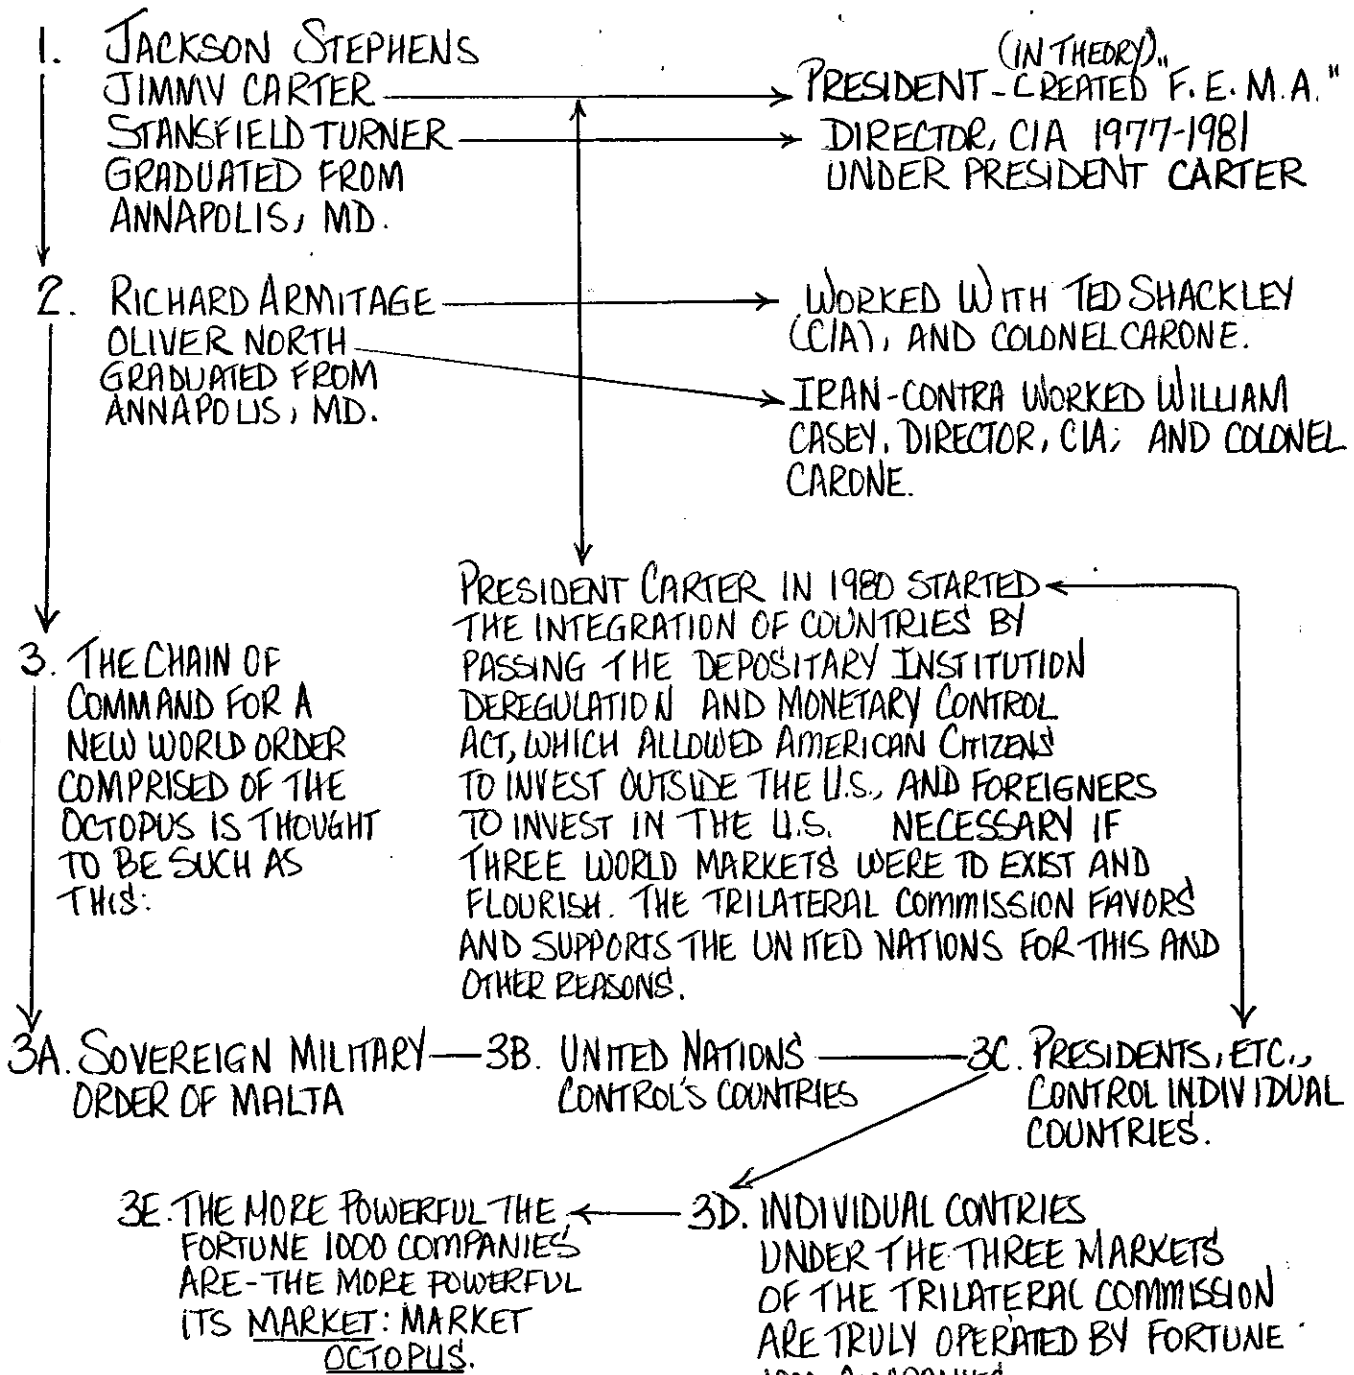 1. JACKSON STEPHENS
JIMMY CARTER
STANSFIELD TURNER
GRADUATED FROM
ANNAPOLIS, MD.
(IN THEORY)
PRESIDENT - CREATED "F.E.M.A."
DIRECTOR, CIA 1977-1981
UNDER PRESIDENT CARTER
2. RICHARD ARMITAGE
OLIVER NORTH
GRADUATED FROM
ANNAPOLIS, MD.
WORKED WITH TED SHACKLEY
(CIA), AND COLONEL CARONE.
IRAN-CONTRA WORKED WILLIAM
CASEY, DIRECTOR, CIA; AND COLONEL
CARONE.
PRESIDENT CARTER IN 1980 STARTED
THE INTEGRATION OF COUNTRIES BY
PASSING THE DEPOSITARY INSTITUTION
DEREGULATION AND MONETARY CONTROL
ACT, WHICH ALLOWED AMERICAN CITIZENS
TO INVEST OUTSIDE THE U.S., AND FOREIGNERS
TO INVEST IN THE U.S. NECESSARY IF
THREE WORLD MARKETS WERE TO EXIST AND
FLOURISH. THE TRILATERAL COMMISSION FAVORS
AND SUPPORTS THE UNITED NATIONS FOR THIS AND
OTHER REASONS.
3. THE CHAIN OF
COMMAND FOR A
NEW WORLD ORDER
COMPRISED OF THE
OCTOPUS IS THOUGHT
TO BE SUCH AS
THIS:
3A. SOVEREIGN MILITARY
ORDER OF MALTA
3B. UNITED NATIONS
CONTROL'S COUNTRIES
3C. PRESIDENTS, ETC.,
CONTROL INDIVIDUAL
COUNTRIES.
3E. THE MORE POWERFUL THE
FORTUNE 1000 COMPANIES
ARE - THE MORE POWERFUL
ITS MARKET: MARKET
OCTOPUS.
3D. INDIVIDUAL CONTRIES
UNDER THE THREE MARKETS
OF THE TRILATERAL COMMISSION
ARE TRULY OPERATED BY FORTUNE